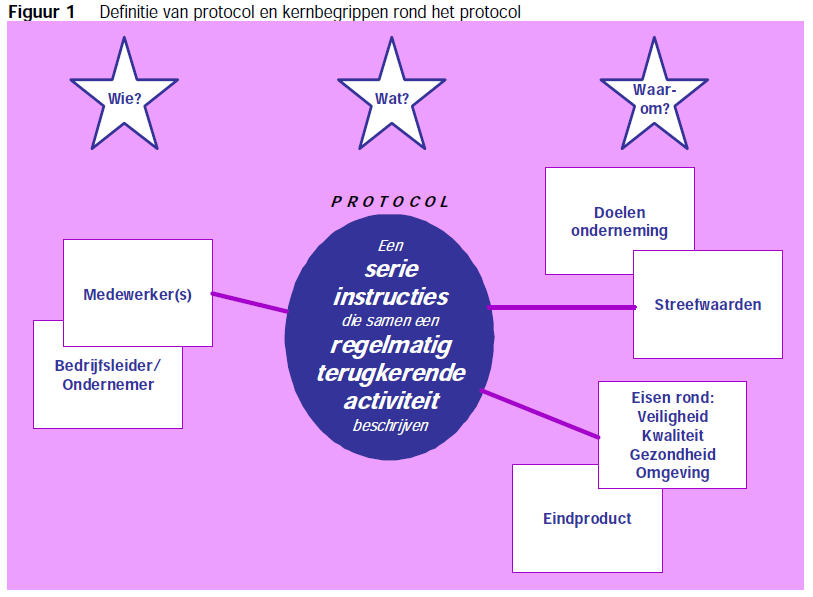 Figuur 1 Definitie van protocol en kernbegrippen rond het protocol
Wie?
Wat?
Waar-
om?
PROTOCOL
Een
serie
instructies
die samen een
regelmatig
terugkerende
activiteit
beschrijven
Medewerker(s)
Bedrijfsleider/
Ondernemer
Doelen
onderneming
Streefwaarden
Eisen rond:
Veiligheid
Kwaliteit
Gezondheid
Omgeving
Eindproduct